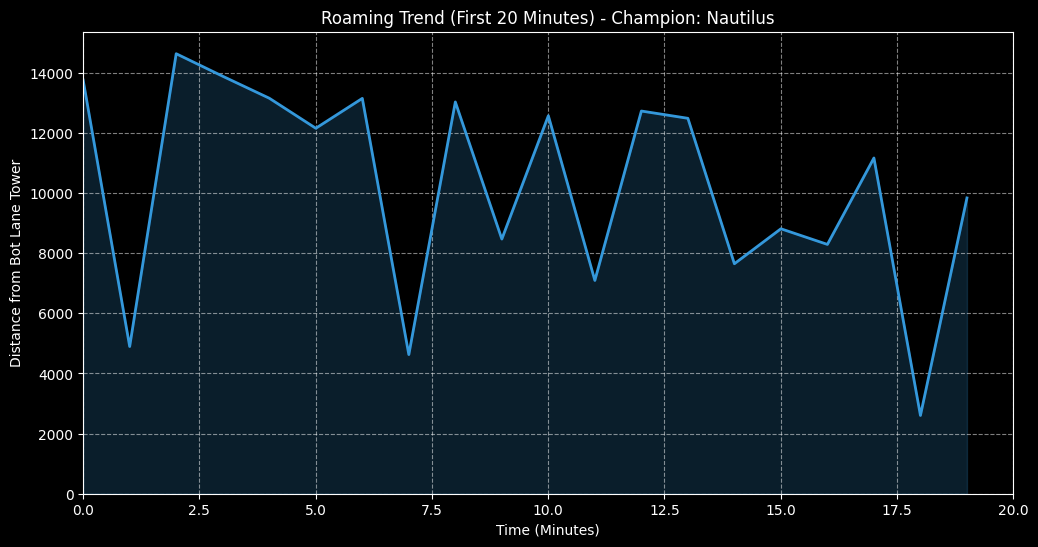 Roaming Trend (First 20 Minutes) - Champion: Nautilus
Distance from Bot Lane Tower
14000
12000
10000
8000
6000
4000
2000
0
0.0 2.5 5.0 7.5 10.0 12.5 15.0 17.5 20.0
Time (Minutes)